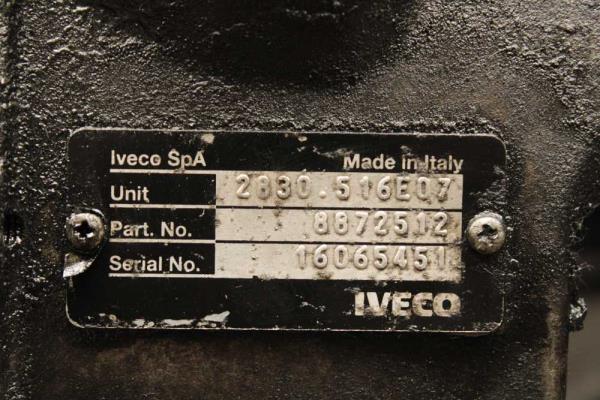 Iveco SpA Made in Italy
Unit 2830.516E07
Part. No. 8872512
Serial No. 16065451
IVECO